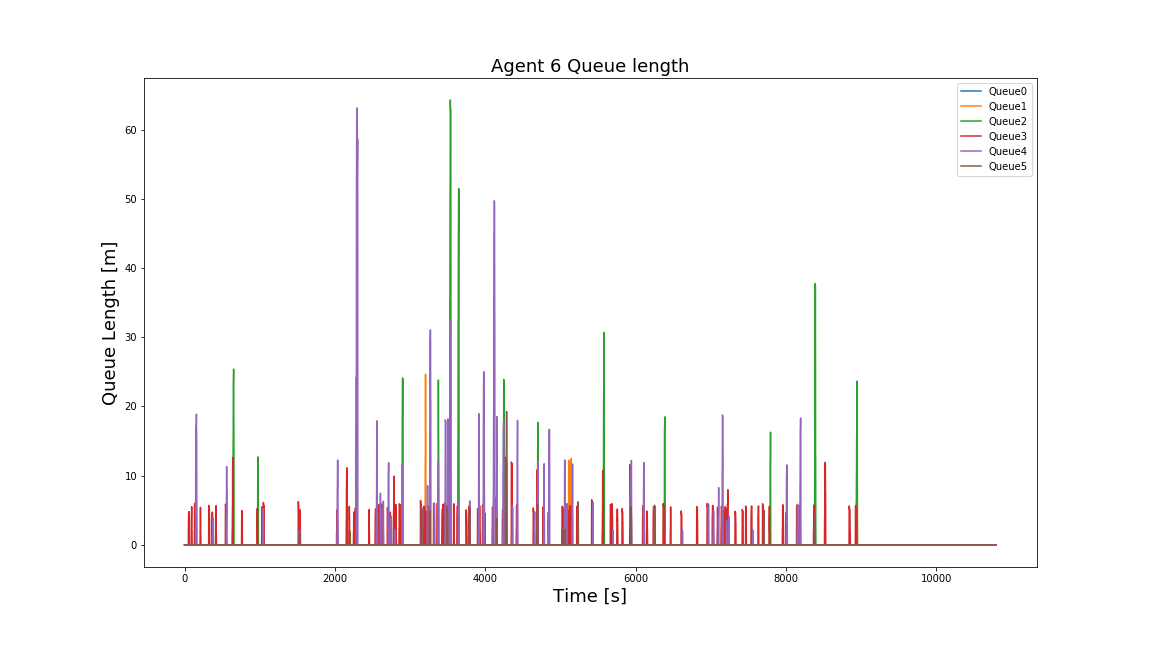 Agent 6 Queue length
Queue0
Queue1
Queue2
Queue3
Queue4
Queue5
Queue Length [m]
60
50
40
30
20
10
0
0 2000 4000 6000 8000 10000
Time [s]